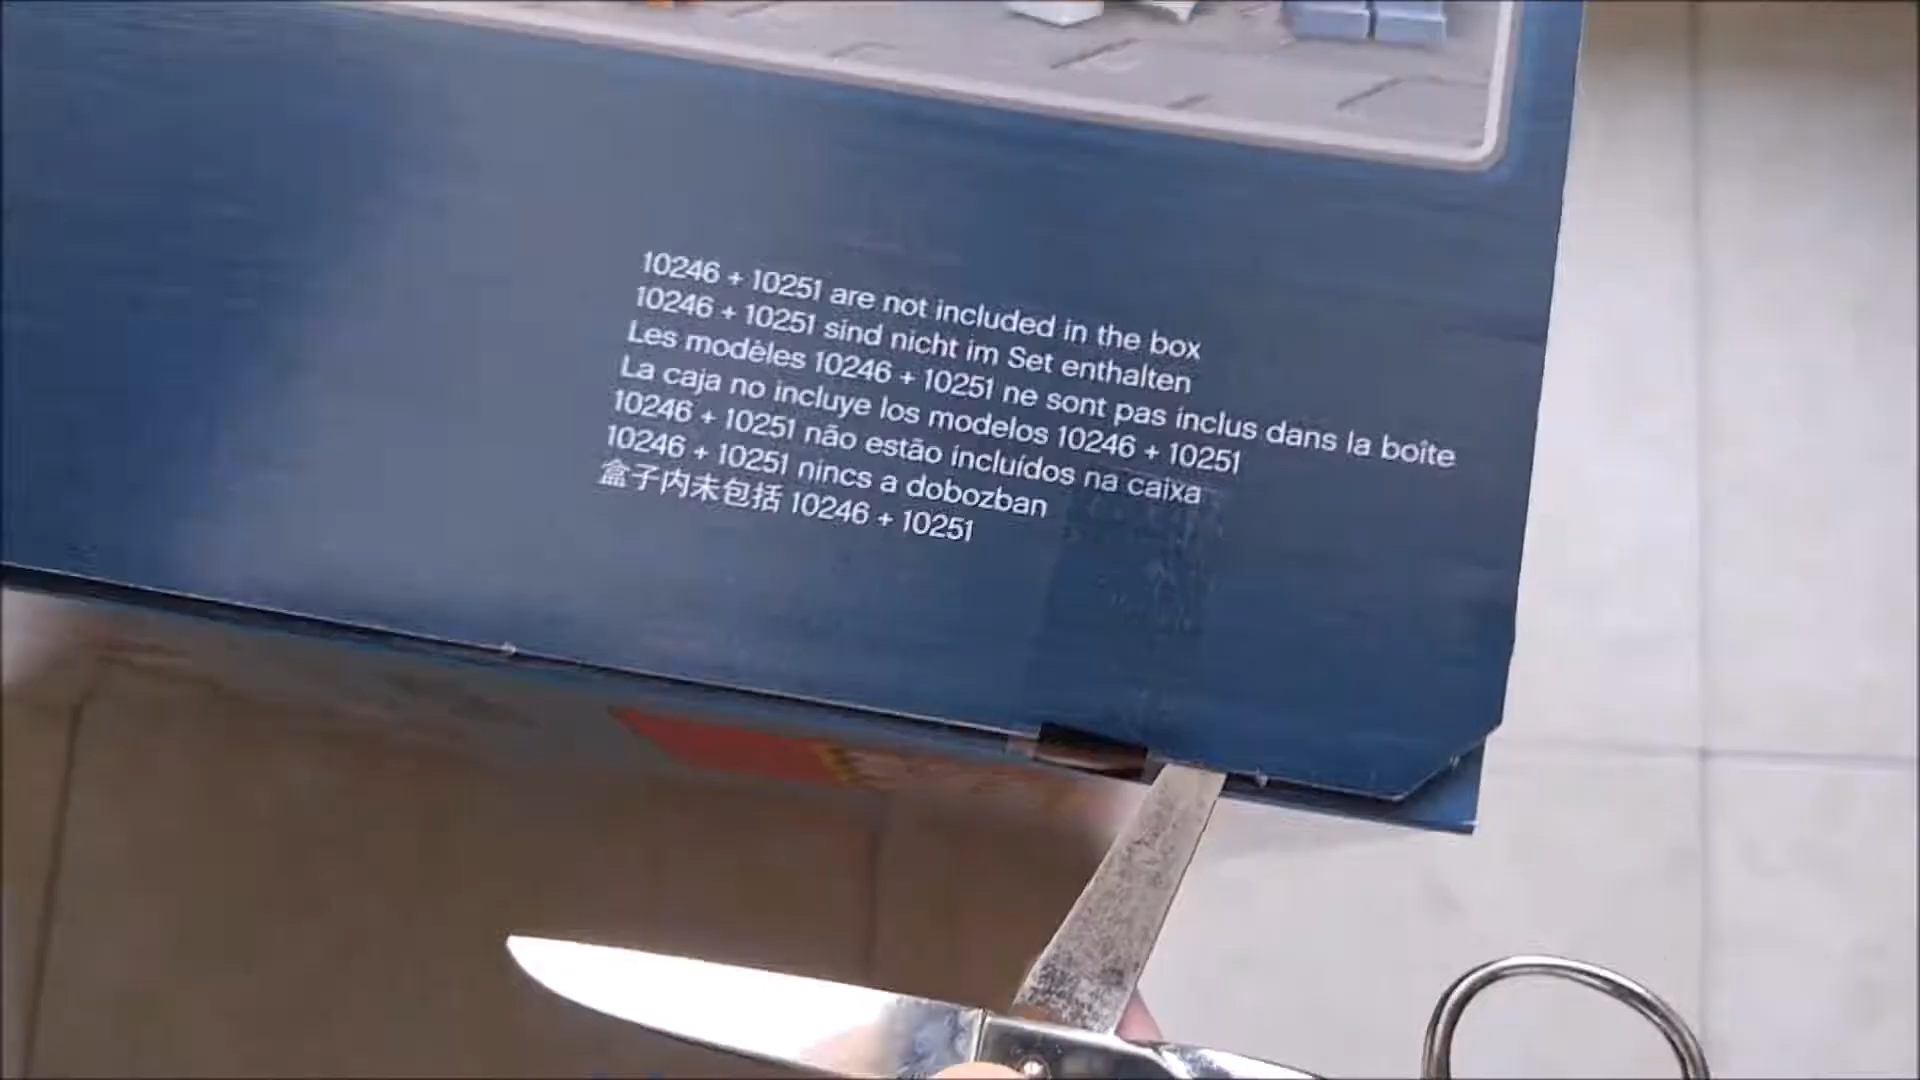 10246 + 10251 are not included in the box
10246 + 10251 sind nicht im Set enthalten
Les modèles 10246 + 10251 ne sont pas inclus dans la boîte
La caja no incluye los modelos 10246 + 10251
10246 + 10251 não estão incluídos na caixa
10246 + 10251 nincs a dobozban
盒子内未包括 10246 + 10251